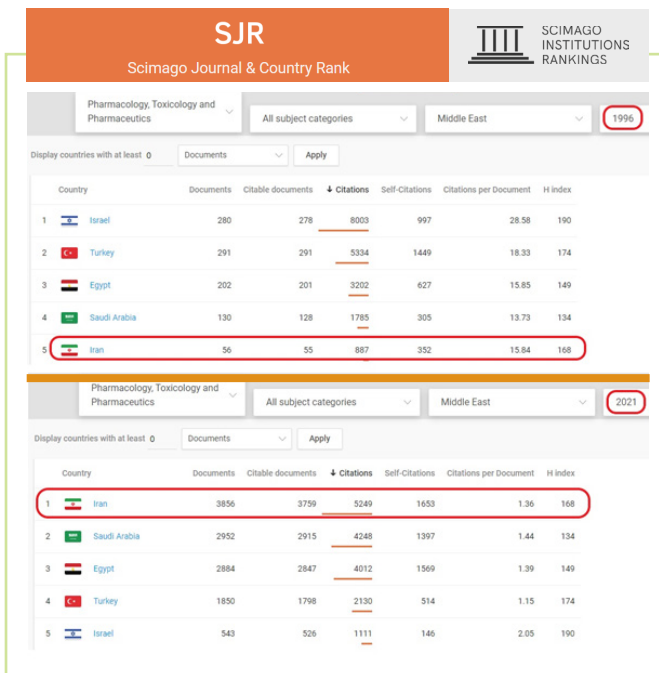 SJR
Scimago Journal & Country Rank
SCIMAGO
INSTITUTIONS
RANKINGS
Pharmacology, Toxicology and
Pharmaceutics
All subject categories
Middle East
1996
Display countries with at least 0 Documents Apply
Country Documents Citable documents ↓ Citations Self-Citations Citations per Document H index
1 Israel 280 278 8003 997 28.58 190
2 Turkey 291 291 5334 1449 18.33 174
3 Egypt 202 201 3202 627 15.85 149
4 Saudi Arabia 130 128 1785 305 13.73 134
5 Iran 56 55 887 352 15.84 168
Pharmacology, Toxicology and
Pharmaceutics
All subject categories
Middle East
2021
Display countries with at least 0 Documents Apply
Country Documents Citable documents ↓ Citations Self-Citations Citations per Document H index
1 Iran 3856 3759 5249 1653 1.36 168
2 Saudi Arabia 2952 2915 4248 1397 1.44 134
3 Egypt 2884 2847 4012 1569 1.39 149
4 Turkey 1850 1798 2130 514 1.15 174
5 Israel 543 526 1111 146 2.05 190